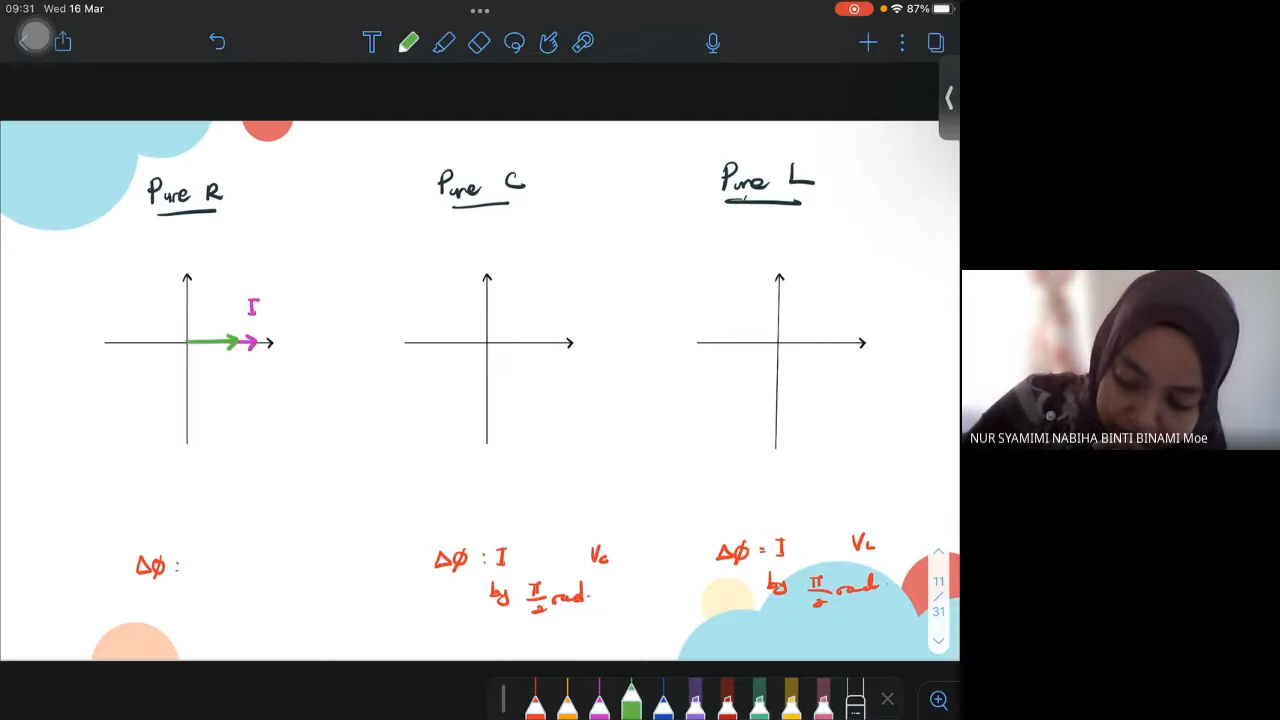 09:31 Wed 16 Mar
87%
T
Pure R
Pure C
Pure L
I
Δϕ :
Δϕ : I Vc
by π/2 rad.
Δϕ = I VL
by π/2 rad.
11
/
31
NUR SYAMIMI NABIHA BINTI BINAMI Moe